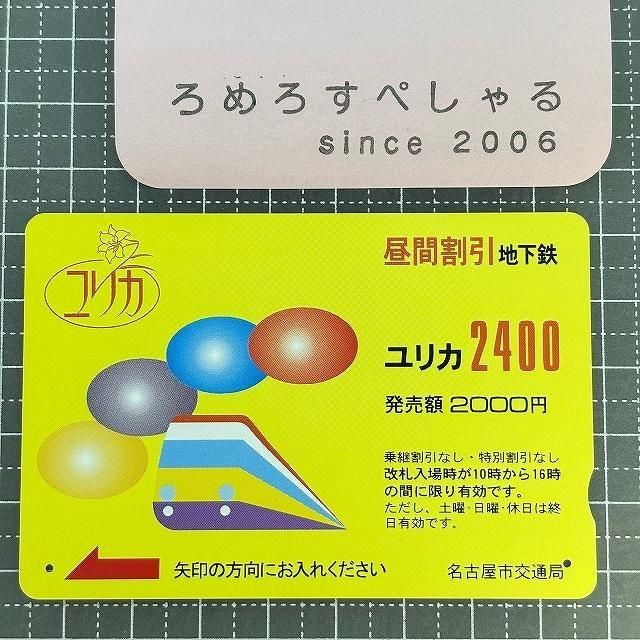 ろめろすぺしゃる
since 2006
ユリカ
昼間割引 地下鉄
ユリカ 2400
発売額 2000円
乗継割引なし・特別割引なし
改札入場時が10時から16時
の間に限り有効です。
ただし、土曜・日曜・休日は終
日有効です。
矢印の方向にお入れください
名古屋市交通局